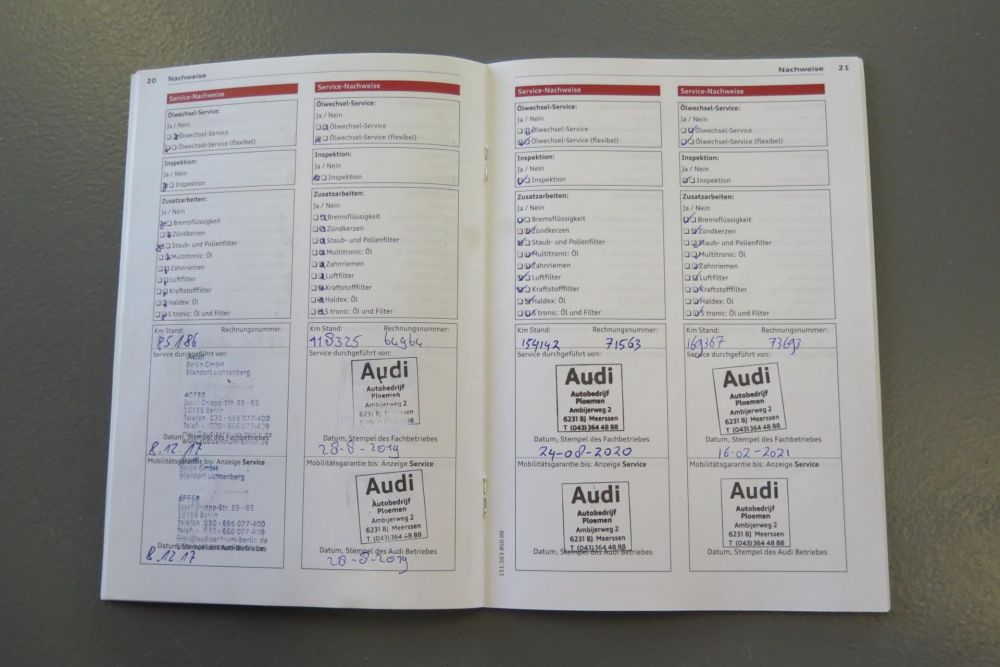 20 Nachweise
Service-Nachweise
Ölwechsel-Service:
Ja / Nein
Ölwechsel-Service
Ölwechsel-Service (flexibel)
Inspektion:
Ja / Nein
Inspektion
Zusatzarbeiten:
Ja / Nein
Bremsflüssigkeit
Zündkerzen
Staub- und Pollenfilter
Multitronic: Öl
Zahnriemen
Luftfilter
Kraftstofffilter
Haldex: Öl
S tronic: Öl und Filter
Km Stand: Rechnungsnummer:
85186
Service durchgeführt von:
Berlin GmbH
Standort Lichtenberg
10365 Berlin
Telefon: 030 - 666 077-400
Datum, Stempel des Fachbetriebes
8.12.17
Mobilitätsgarantie bis: Anzeige Service
Berlin GmbH
Standort Lichtenberg
Telefon: 030 - 666 077-400
Datum, Stempel des Audi Betriebes
8.12.17
Service-Nachweise
Ölwechsel-Service:
Ja / Nein
Ölwechsel-Service
Ölwechsel-Service (flexibel)
Inspektion:
Ja / Nein
Inspektion
Zusatzarbeiten:
Ja / Nein
Bremsflüssigkeit
Zündkerzen
Staub- und Pollenfilter
Multitronic: Öl
Zahnriemen
Luftfilter
Kraftstofffilter
Haldex: Öl
S tronic: Öl und Filter
Km Stand: Rechnungsnummer:
118325 64964
Service durchgeführt von:
Audi
Autobedrijf
Ploemen
Ambijerweg 2
6231 BJ Meerssen
T (043) 364 48 88
Datum, Stempel des Fachbetriebes
28-8-2019
Mobilitätsgarantie bis: Anzeige Service
Audi
Autobedrijf
Ploemen
Ambijerweg 2
6231 BJ Meerssen
T (043) 364 48 88
Datum, Stempel des Audi Betriebes
28-8-2019
Nachweise 21
Service-Nachweise
Ölwechsel-Service:
Ja / Nein
Ölwechsel-Service
Ölwechsel-Service (flexibel)
Inspektion:
Ja / Nein
Inspektion
Zusatzarbeiten:
Ja / Nein
Bremsflüssigkeit
Zündkerzen
Staub- und Pollenfilter
Multitronic: Öl
Zahnriemen
Luftfilter
Kraftstofffilter
Haldex: Öl
S tronic: Öl und Filter
Km Stand: Rechnungsnummer:
154142 71563
Service durchgeführt von:
Audi
Autobedrijf
Ploemen
Ambijerweg 2
6231 BJ Meerssen
T (043) 364 48 88
Datum, Stempel des Fachbetriebes
24-08-2020
Mobilitätsgarantie bis: Anzeige Service
Audi
Autobedrijf
Ploemen
Ambijerweg 2
6231 BJ Meerssen
T (043) 364 48 88
Datum, Stempel des Audi Betriebes
151.563.850.00
Service-Nachweise
Ölwechsel-Service:
Ja / Nein
Ölwechsel-Service
Ölwechsel-Service (flexibel)
Inspektion:
Ja / Nein
Inspektion
Zusatzarbeiten:
Ja / Nein
Bremsflüssigkeit
Zündkerzen
Staub- und Pollenfilter
Multitronic: Öl
Zahnriemen
Luftfilter
Kraftstofffilter
Haldex: Öl
S tronic: Öl und Filter
Km Stand: Rechnungsnummer:
169367 73693
Service durchgeführt von:
Audi
Autobedrijf
Ploemen
Ambijerweg 2
6231 BJ Meerssen
T (043) 364 48 88
Datum, Stempel des Fachbetriebes
16-02-2021
Mobilitätsgarantie bis: Anzeige Service
Audi
Autobedrijf
Ploemen
Ambijerweg 2
6231 BJ Meerssen
T (043) 364 48 88
Datum, Stempel des Audi Betriebes